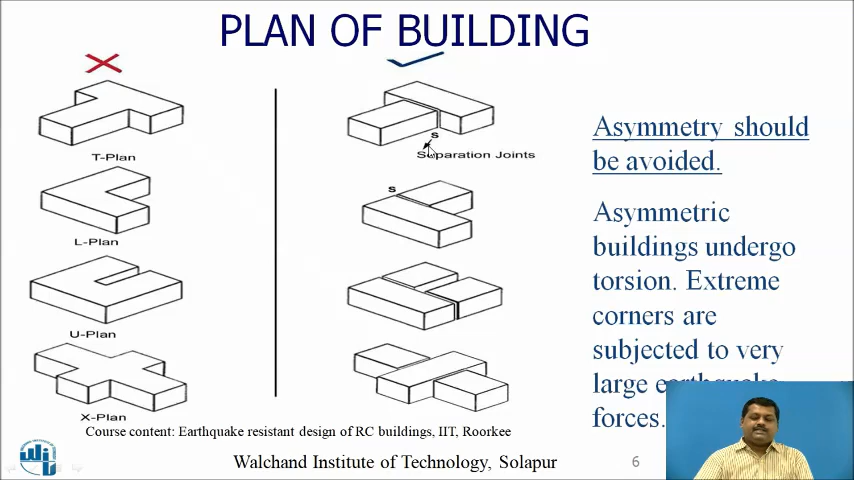 PLAN OF BUILDING
T-Plan
L-Plan
U-Plan
X-Plan
s
Separation Joints
s
Asymmetry should
be avoided.
Asymmetric
buildings undergo
torsion. Extreme
corners are
subjected to very
large earthquake
forces.
Course content: Earthquake resistant design of RC buildings, IIT, Roorkee
Walchand Institute of Technology, Solapur
6